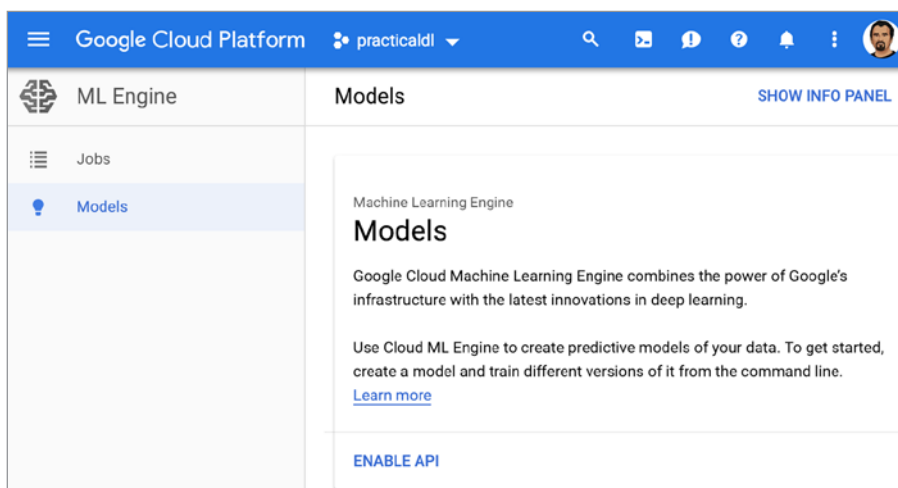 Google Cloud Platform practicaldl
ML Engine
Models
SHOW INFO PANEL
Jobs
Models
Machine Learning Engine
Models
Google Cloud Machine Learning Engine combines the power of Google's
infrastructure with the latest innovations in deep learning.
Use Cloud ML Engine to create predictive models of your data. To get started,
create a model and train different versions of it from the command line.
Learn more
ENABLE API